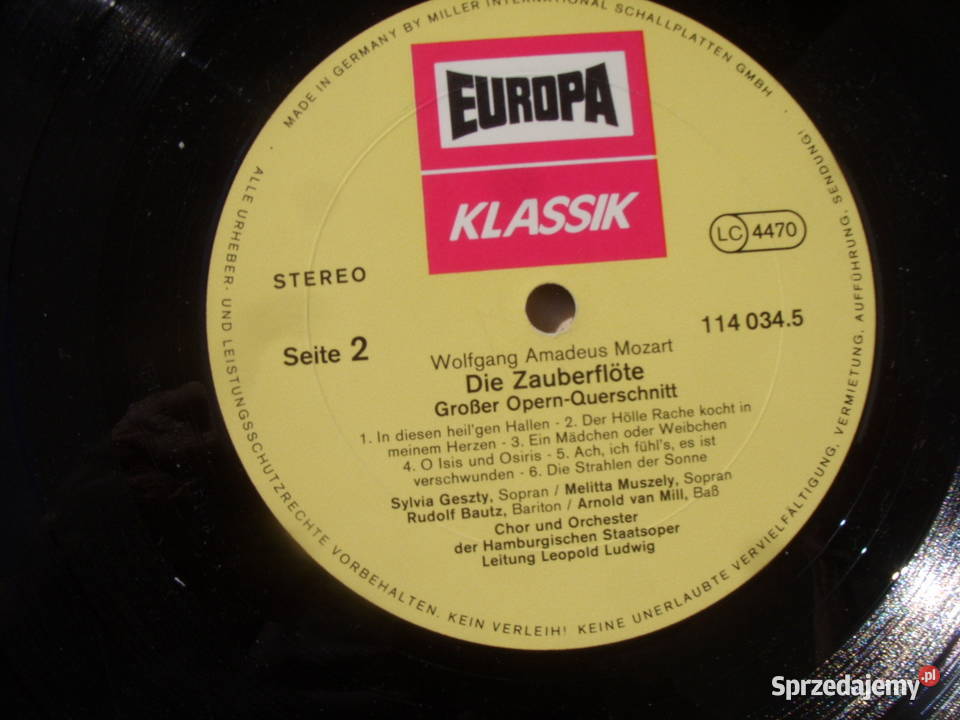 MADE IN GERMANY BY MILLER INTERNATIONAL SCHALLPLATTEN GMBH
EUROPA
KLASSIK
LC 4470
STEREO
114 034.5
Seite 2
Wolfgang Amadeus Mozart
Die Zauberflöte
Großer Opern-Querschnitt
1. In diesen heil'gen Hallen - 2. Der Hölle Rache kocht in
meinem Herzen - 3. Ein Mädchen oder Weibchen
4. O Isis und Osiris - 5. Ach, ich fühl's, es ist
verschwunden - 6. Die Strahlen der Sonne
Sylvia Geszty, Sopran / Melitta Muszely, Sopran
Rudolf Bautz, Bariton / Arnold van Mill, Baß
Chor und Orchester
der Hamburgischen Staatsoper
Leitung Leopold Ludwig
ALLE URHEBER- UND LEISTUNGSSCHUTZRECHTE VORBEHALTEN. KEIN VERLEIH! KEINE UNERLAUBTE VERVIELFÄLTIGUNG, VERMIETUNG, AUFFÜHRUNG, SENDUNG!
Sprzedajemy.pl